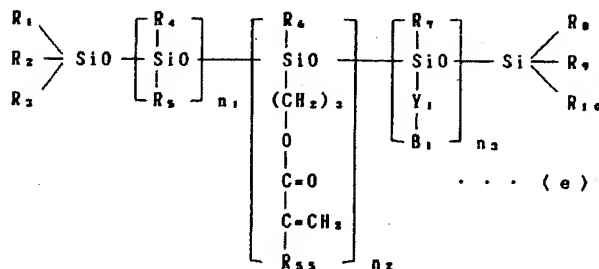 R₁ R₄ R₆ R₇ R₈
R₂ SiO SiO SiO SiO Si R₉
R₃ R₅ n₁ (CH₂)₃ Y₁ R₁₀
O B₁ n₃
C=O · · · (e)
C=CH₂
R₅₅ n₂